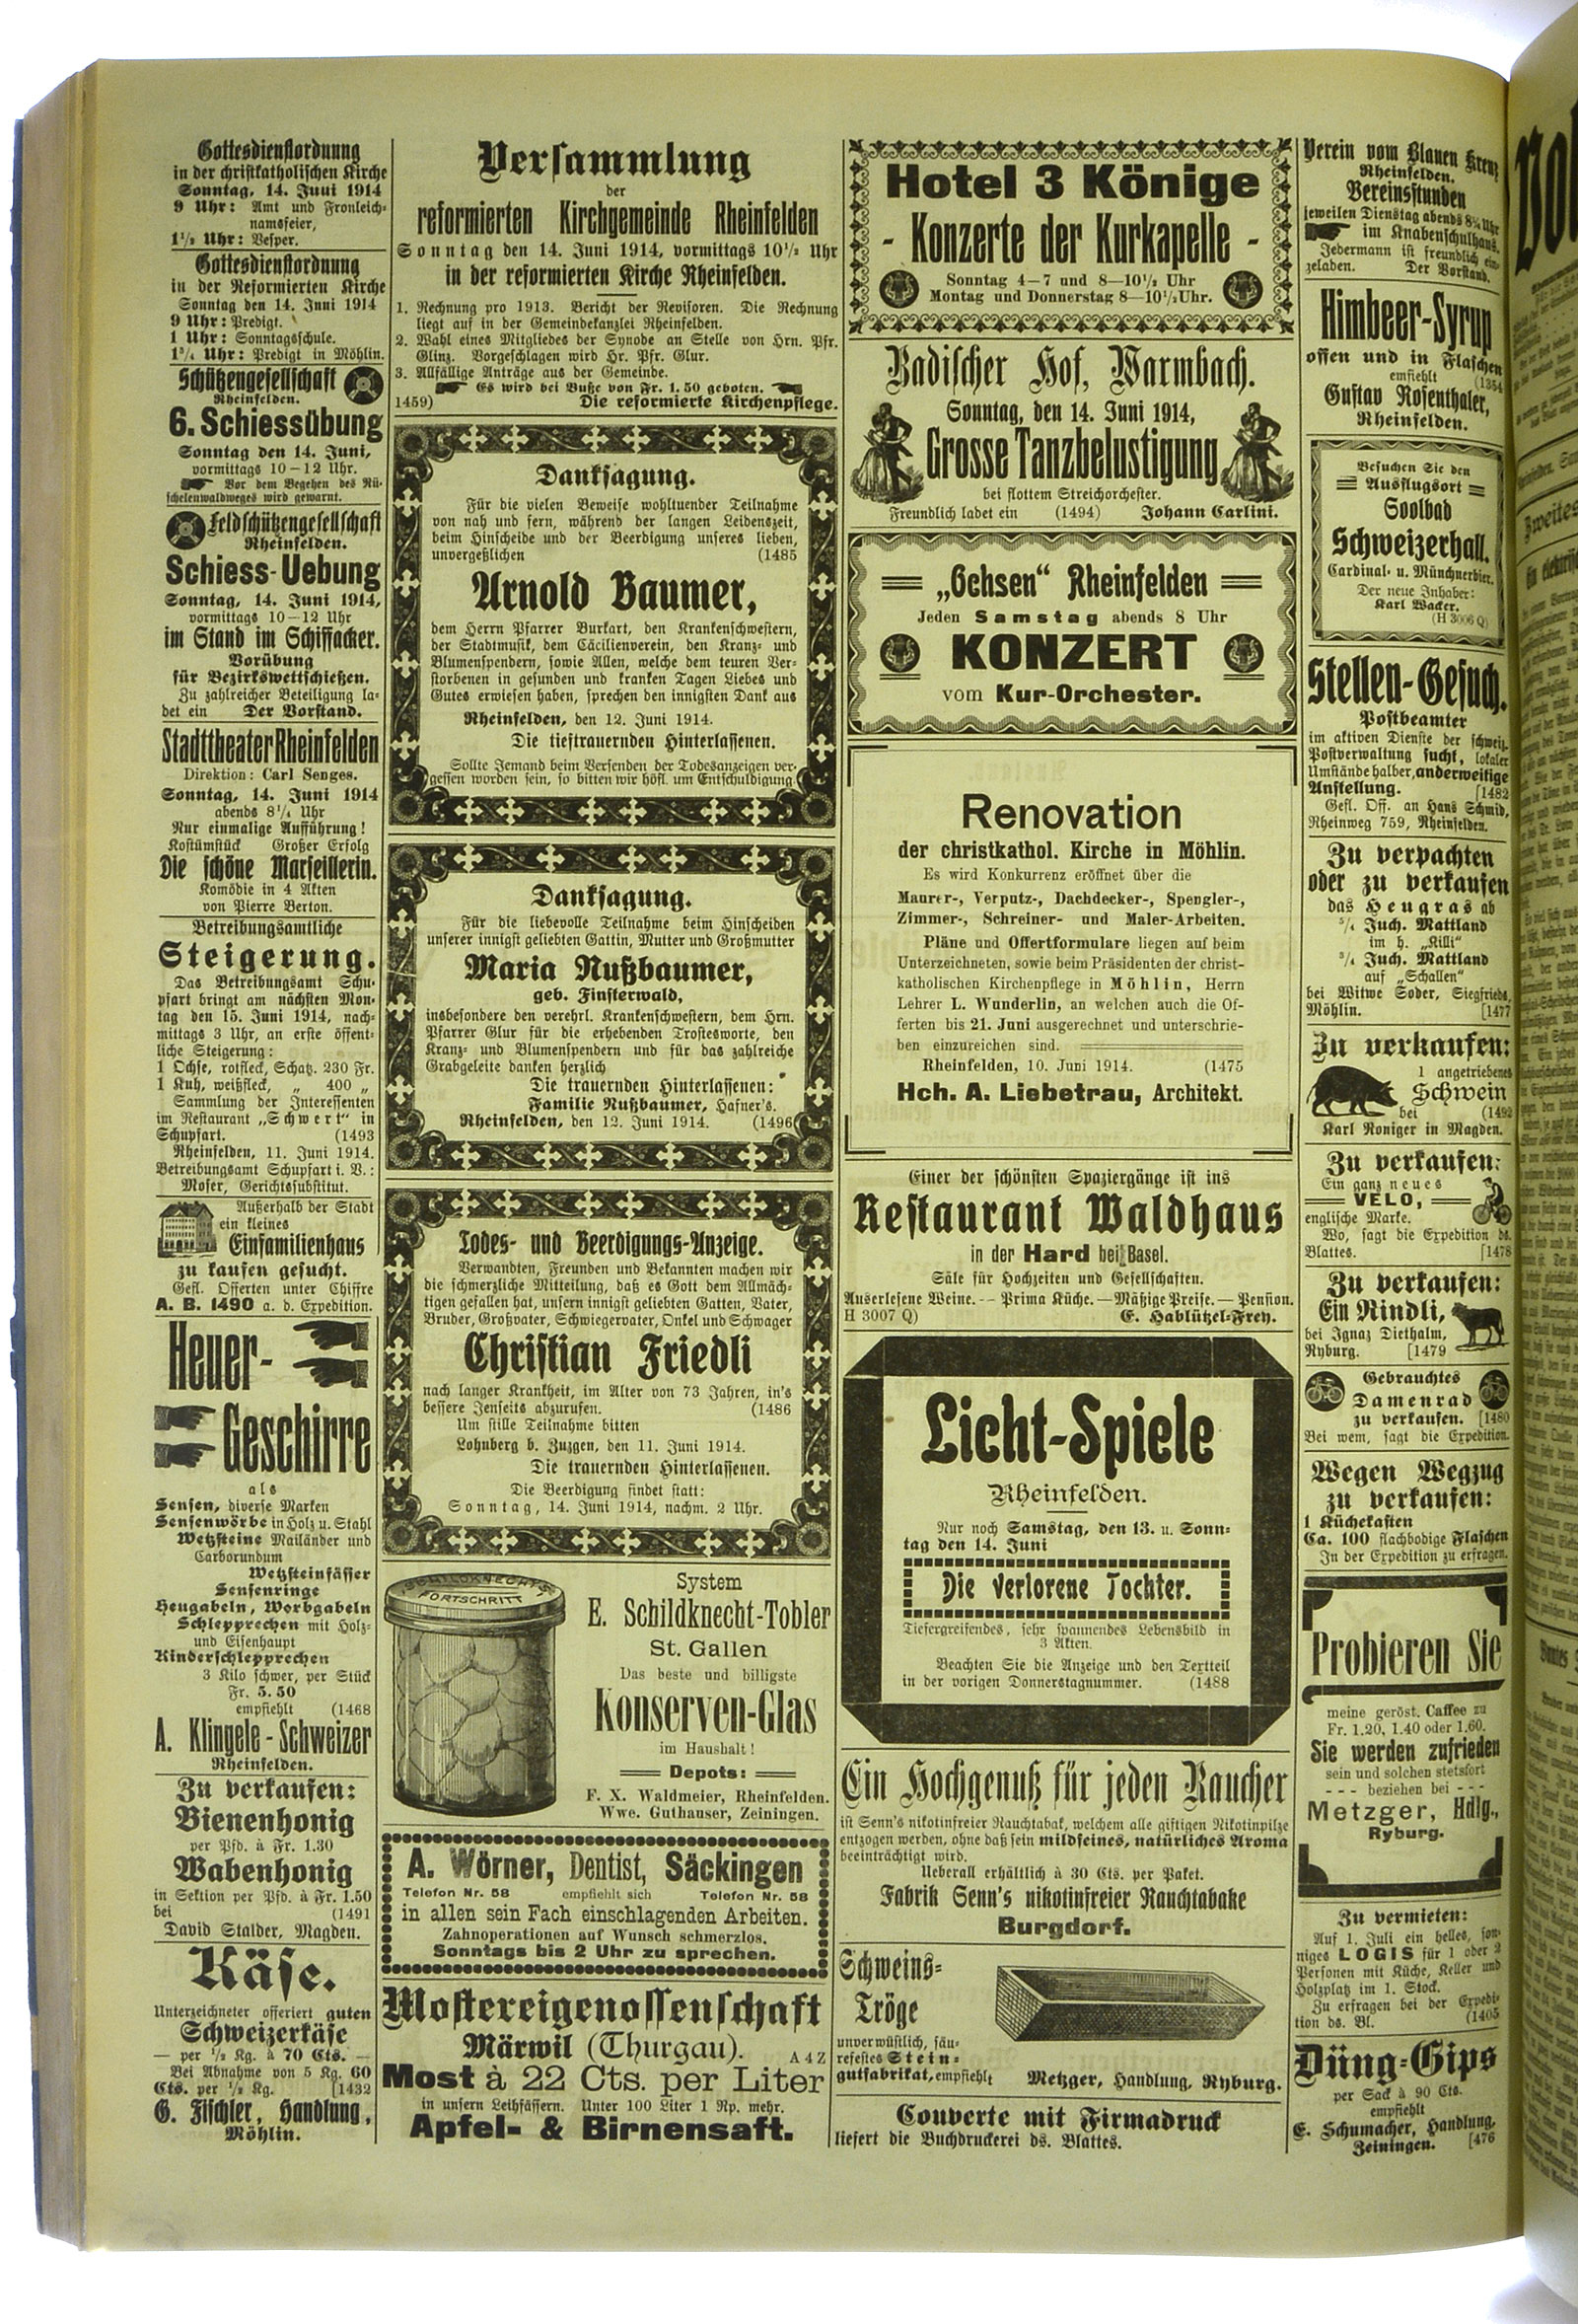 Gottesdienstordnung
in der christkatholischen Kirche
Sonntag, 14. Juni 1914
9 Uhr: Amt und Fronleich-
namsfeier,
1½ Uhr: Vesper.
Gottesdienstordnung
in der Reformierten Kirche
Sonntag den 14. Juni 1914
9 Uhr: Predigt.
1 Uhr: Sonntagsschule.
1¾ Uhr: Predigt in Möhlin.
Schützengesellschaft
Rheinfelden.
6. Schiessübung
Sonntag den 14. Juni,
vormittags 10–12 Uhr.
Vor dem Begehen des Rü-
schelenwaldweges wird gewarnt.
Feldschützengesellschaft
Rheinfelden.
Schiess-Uebung
Sonntag, 14. Juni 1914,
vormittags 10–12 Uhr
im Stand im Schiffacker.
Vorübung
für Bezirkswettschießen.
Zu zahlreicher Beteiligung la-
det ein Der Vorstand.
Stadttheater Rheinfelden
Direktion: Carl Senges.
Sonntag, 14. Juni 1914
abends 8¼ Uhr
Nur einmalige Aufführung!
Kostümstück Großer Erfolg
Die schöne Marseillerin.
Komödie in 4 Akten
von Pierre Berton.
Betreibungsamtliche
Steigerung.
Das Betreibungsamt Schu-
pfart bringt am nächsten Mon-
tag den 15. Juni 1914, nach-
mittags 3 Uhr, an erste öffent-
liche Steigerung:
1 Ochse, rotfleck, Schatz. 230 Fr.
1 Kuh, weißfleck, „ 400 „
Sammlung der Interessenten
im Restaurant „Schwert“ in
Schupfart. (1493
Rheinfelden, 11. Juni 1914.
Betreibungsamt Schupfart i. V.:
Moser, Gerichtssubstitut.
Außerhalb der Stadt
ein kleines
Einfamilienhaus
zu kaufen gesucht.
Gefl. Offerten unter Chiffre
A. B. 1490 a. d. Expedition.
Heuer-
Geschirre
als
Sensen, diverse Marken
Sensenwörbe in Holz u. Stahl
Wetzsteine Mailänder und
Carborundum
Wetzsteinfässer
Sensenringe
Heugabeln, Worbgabeln
Schlepprechen mit Holz-
und Eisenhaupt
Kinderschlepprechen
3 Kilo schwer, per Stück
Fr. 5.50
empfiehlt (1468
A. Klingele-Schweizer
Rheinfelden.
Zu verkaufen:
Bienenhonig
per Pfd. à Fr. 1.30
Wabenhonig
in Sektion per Pfd. à Fr. 1.50
bei (1491
David Stalder, Magden.
Käse.
Unterzeichneter offeriert guten
Schweizerkäse
— per ½ Kg. à 70 Cts. —
Bei Abnahme von 5 Kg. 60
Cts. per ½ Kg. [1432
G. Fischler, Handlung,
Möhlin.
Versammlung
der
reformierten Kirchgemeinde Rheinfelden
Sonntag den 14. Juni 1914, vormittags 10½ Uhr
in der reformierten Kirche Rheinfelden.
1. Rechnung pro 1913. Bericht der Revisoren. Die Rechnung
liegt auf in der Gemeindekanzlei Rheinfelden.
2. Wahl eines Mitgliedes der Synode an Stelle von Hrn. Pfr.
Glinz. Vorgeschlagen wird Hr. Pfr. Glur.
3. Allfällige Anträge aus der Gemeinde.
Es wird bei Buße von Fr. 1.50 geboten.
1459) Die reformierte Kirchenpflege.
Danksagung.
Für die vielen Beweise wohltuender Teilnahme
von nah und fern, während der langen Leidenszeit,
beim Hinscheide und der Beerdigung unseres lieben,
unvergeßlichen (1485
Arnold Baumer,
dem Herrn Pfarrer Burkart, den Krankenschwestern,
der Stadtmusik, dem Cäcilienverein, den Kranz- und
Blumenspendern, sowie Allen, welche dem teuren Ver-
storbenen in gesunden und kranken Tagen Liebes und
Gutes erwiesen haben, sprechen den innigsten Dank aus
Rheinfelden, den 12. Juni 1914.
Die tieftrauernden Hinterlassenen.
Sollte Jemand beim Versenden der Todesanzeigen ver-
gessen worden sein, so bitten wir höfl. um Entschuldigung.
Danksagung.
Für die liebevolle Teilnahme beim Hinscheiden
unserer innigst geliebten Gattin, Mutter und Großmutter
Maria Nußbaumer,
geb. Finsterwald,
insbesondere den verehrl. Krankenschwestern, dem Hrn.
Pfarrer Glur für die erhebenden Trostesworte, den
Kranz- und Blumenspendern und für das zahlreiche
Grabgeleite danken herzlich
Die trauernden Hinterlassenen:
Familie Nußbaumer, Hafner's.
Rheinfelden, den 12. Juni 1914. (1496
Todes- und Beerdigungs-Anzeige.
Verwandten, Freunden und Bekannten machen wir
die schmerzliche Mitteilung, daß es Gott dem Allmäch-
tigen gefallen hat, unsern innigst geliebten Gatten, Vater,
Bruder, Großvater, Schwiegervater, Onkel und Schwager
Christian Friedli
nach langer Krankheit, im Alter von 73 Jahren, in's
bessere Jenseits abzurufen. (1486
Um stille Teilnahme bitten
Lohnberg b. Zuzgen, den 11. Juni 1914.
Die trauernden Hinterlassenen.
Die Beerdigung findet statt:
Sonntag, 14. Juni 1914, nachm. 2 Uhr.
SCHILDKNECHT'S
FORTSCHRITT
System
E. Schildknecht-Tobler
St. Gallen
Das beste und billigste
Konserven-Glas
im Haushalt!
Depots:
F. X. Waldmeier, Rheinfelden.
Wwe. Guthauser, Zeiningen.
A. Wörner, Dentist, Säckingen
Telefon Nr. 58 empfiehlt sich Telefon Nr. 58
in allen sein Fach einschlagenden Arbeiten.
Zahnoperationen auf Wunsch schmerzlos.
Sonntags bis 2 Uhr zu sprechen.
Mostereigenossenschaft
Märwil (Thurgau). A 4 Z
Most à 22 Cts. per Liter
in unsern Leihfässern. Unter 100 Liter 1 Rp. mehr.
Apfel- & Birnensaft.
Hotel 3 Könige
- Konzerte der Kurkapelle -
Sonntag 4–7 und 8–10½ Uhr
Montag und Donnerstag 8–10½ Uhr.
Badischer Hof, Warmbach.
Sonntag, den 14. Juni 1914,
Grosse Tanzbelustigung
bei flottem Streichorchester.
Freundlich ladet ein (1494) Johann Carlini.
„Ochsen“ Rheinfelden
Jeden Samstag abends 8 Uhr
KONZERT
vom Kur-Orchester.
Renovation
der christkathol. Kirche in Möhlin.
Es wird Konkurrenz eröffnet über die
Maurer-, Verputz-, Dachdecker-, Spengler-,
Zimmer-, Schreiner- und Maler-Arbeiten.
Pläne und Offertformulare liegen auf beim
Unterzeichneten, sowie beim Präsidenten der christ-
katholischen Kirchenpflege in Möhlin, Herrn
Lehrer L. Wunderlin, an welchen auch die Of-
ferten bis 21. Juni ausgerechnet und unterschrie-
ben einzureichen sind.
Rheinfelden, 10. Juni 1914. (1475
Hch. A. Liebetrau, Architekt.
Einer der schönsten Spaziergänge ist ins
Restaurant Waldhaus
in der Hard bei Basel.
Säle für Hochzeiten und Gesellschaften.
Auserlesene Weine. — Prima Küche. — Mäßige Preise. — Pension.
H 3007 Q) E. Hablützel-Frey.
Licht-Spiele
Rheinfelden.
Nur noch Samstag, den 13. u. Sonn-
tag den 14. Juni
Die verlorene Tochter.
Tiefergreifendes, sehr spannendes Lebensbild in
3 Akten.
Beachten Sie die Anzeige und den Textteil
in der vorigen Donnerstagnummer. (1488
Ein Hochgenuß für jeden Raucher
ist Senn's nikotinfreier Rauchtabak, welchem alle giftigen Nikotinpilze
entzogen werden, ohne daß sein mildfeines, natürliches Aroma
beeinträchtigt wird.
Ueberall erhältlich à 30 Cts. per Paket.
Fabrik Senn's nikotinfreier Rauchtabake
Burgdorf.
Schweins-
Tröge
unverwüstlich, säu-
refestes Stein-
gutfabrikat, empfiehlt Metzger, Handlung, Ryburg.
Couverte mit Firmadruck
liefert die Buchdruckerei ds. Blattes.
Verein vom Blauen Kreuz
Rheinfelden.
Vereinsstunden
jeweilen Dienstag abends 8¼ Uhr
im Knabenschulhaus.
Jedermann ist freundlich ein-
geladen. Der Vorstand.
Himbeer-Syrup
offen und in Flaschen
empfiehlt (1354
Gustav Rosenthaler,
Rheinfelden.
Besuchen Sie den
Ausflugsort
Soolbad
Schweizerhall.
Cardinal- u. Münchnerbier.
Der neue Inhaber:
Karl Wacker.
(H 3006 Q)
Stellen-Gesuch.
Postbeamter
im aktiven Dienste der schweiz.
Postverwaltung sucht, lokaler
Umstände halber, anderweitige
Anstellung. [1482
Gefl. Off. an Hans Schmid,
Rheinweg 759, Rheinfelden.
Zu verpachten
oder zu verkaufen
das Heugras ab
¾ Juch. Mattland
im h. „Killi“
¾ Juch. Mattland
auf „Schallen“
bei Witwe Soder, Siegfrieds,
Möhlin. [1477
Zu verkaufen:
1 angetriebenes
Schwein
bei (1492
Karl Roniger in Magden.
Zu verkaufen:
Ein ganz neues
VELO,
englische Marke.
Wo, sagt die Expedition ds.
Blattes. [1478
Zu verkaufen:
Ein Rindli,
bei Ignaz Diethalm,
Ryburg. [1479
Gebrauchtes
Damenrad
zu verkaufen. [1480
Bei wem, sagt die Expedition.
Wegen Wegzug
zu verkaufen:
1 Küchekasten
Ca. 100 flachbodige Flaschen
In der Expedition zu erfragen.
Probieren Sie
meine geröst. Caffee zu
Fr. 1.20, 1.40 oder 1.60.
Sie werden zufrieden
sein und solchen stetsfort
- - - beziehen bei - - -
Metzger, Hdlg.,
Ryburg.
Zu vermieten:
Auf 1. Juli ein helles, son-
niges LOGIS für 1 oder 2
Personen mit Küche, Keller und
Holzplatz im 1. Stock.
Zu erfragen bei der Expedi-
tion ds. Bl. (1405
Düng-Gips
per Sack à 90 Cts.
empfiehlt
E. Schumacher, Handlung,
Zeiningen. [476